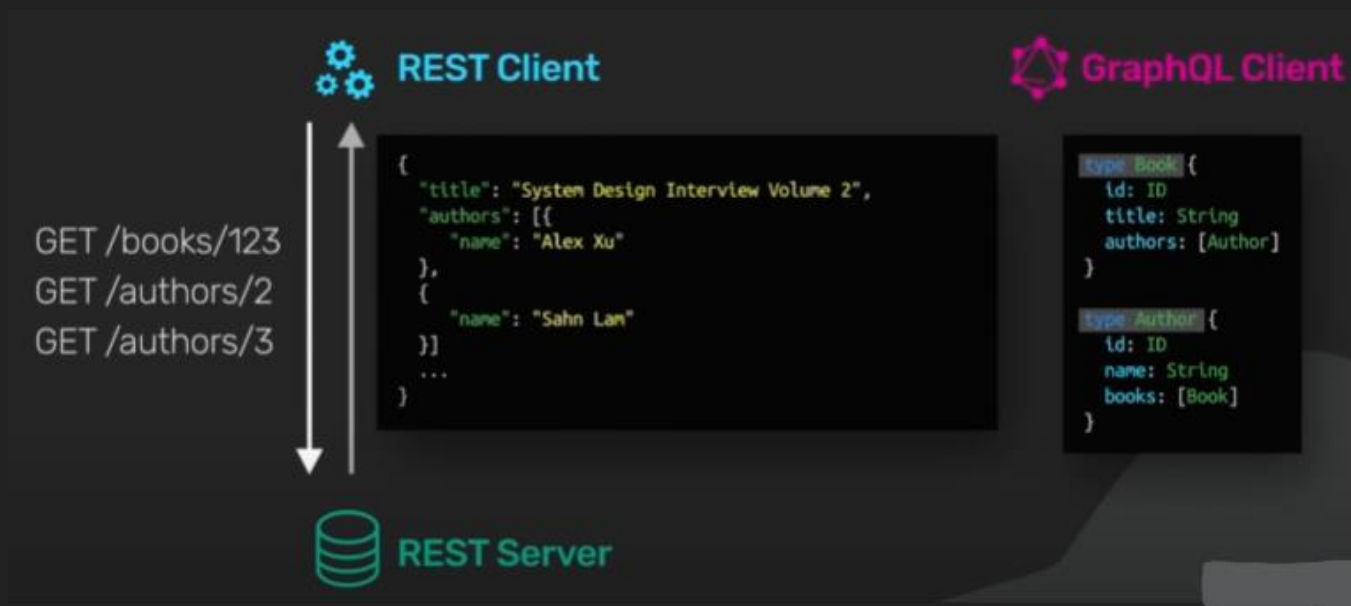 REST Client
GraphQL Client
GET /books/123
GET /authors/2
GET /authors/3
{
"title": "System Design Interview Volume 2",
"authors": [{
"name": "Alex Xu"
},
{
"name": "Sahn Lam"
}]
...
}
type Book {
id: ID
title: String
authors: [Author]
}
type Author {
id: ID
name: String
books: [Book]
}
REST Server